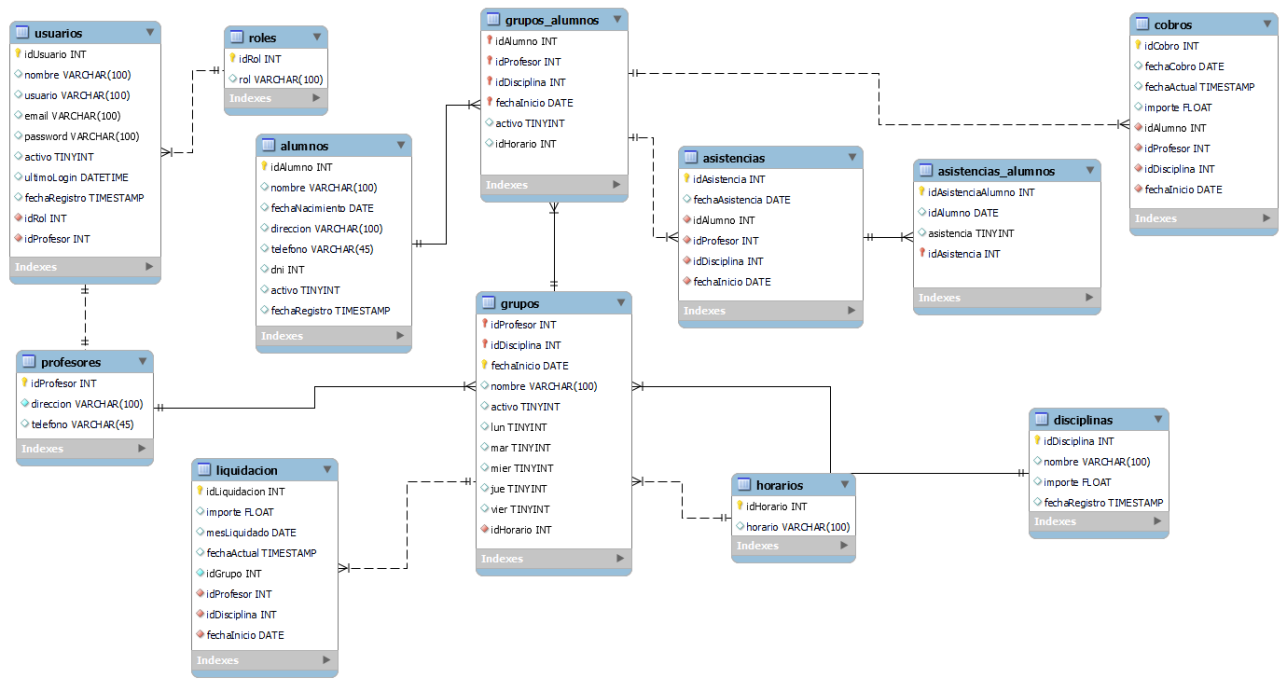 usuarios
idUsuario INT
nombre VARCHAR(100)
usuario VARCHAR(100)
email VARCHAR(100)
password VARCHAR(100)
activo TINYINT
ultimoLogin DATETIME
fechaRegistro TIMESTAMP
idRol INT
idProfesor INT
Indexes
roles
idRol INT
rol VARCHAR(100)
Indexes
grupos_alumnos
idAlumno INT
idProfesor INT
idDisciplina INT
fechaInicio DATE
activo TINYINT
idHorario INT
Indexes
cobros
idCobro INT
fechaCobro DATE
fechaActual TIMESTAMP
importe FLOAT
idAlumno INT
idProfesor INT
idDisciplina INT
fechaInicio DATE
Indexes
alumnos
idAlumno INT
nombre VARCHAR(100)
fechaNacimiento DATE
direccion VARCHAR(100)
telefono VARCHAR(45)
dni INT
activo TINYINT
fechaRegistro TIMESTAMP
Indexes
asistencias
idAsistencia INT
fechaAsistencia DATE
idAlumno INT
idProfesor INT
idDisciplina INT
fechaInicio DATE
Indexes
asistencias_alumnos
idAsistenciaAlumno INT
idAlumno DATE
asistencia TINYINT
idAsistencia INT
Indexes
profesores
idProfesor INT
direccion VARCHAR(100)
telefono VARCHAR(45)
Indexes
grupos
idProfesor INT
idDisciplina INT
fechaInicio DATE
nombre VARCHAR(100)
activo TINYINT
lun TINYINT
mar TINYINT
mier TINYINT
jue TINYINT
vier TINYINT
idHorario INT
Indexes
disciplinas
idDisciplina INT
nombre VARCHAR(100)
importe FLOAT
fechaRegistro TIMESTAMP
Indexes
liquidacion
idLiquidacion INT
importe FLOAT
mesLiquidado DATE
fechaActual TIMESTAMP
idGrupo INT
idProfesor INT
idDisciplina INT
fechaInicio DATE
Indexes
horarios
idHorario INT
horario VARCHAR(100)
Indexes